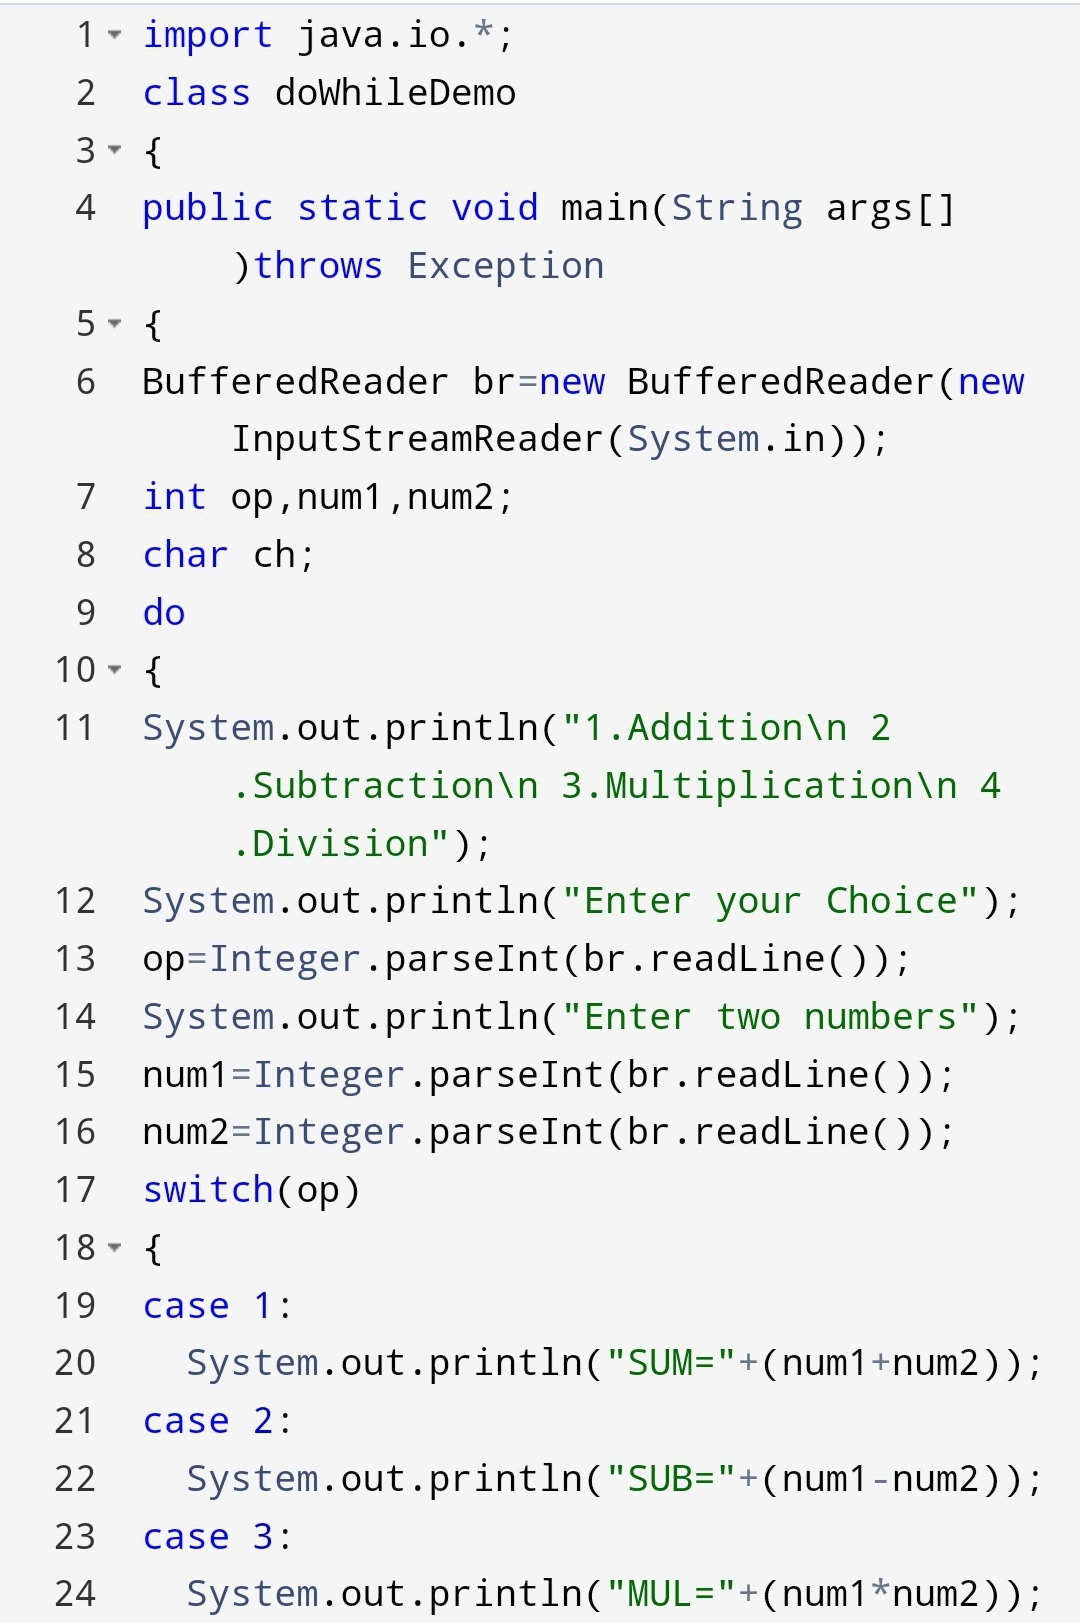 1 import java.io.*;
2 class doWhileDemo
3 {
4 public static void main(String args[]
)throws Exception
5 {
6 BufferedReader br=new BufferedReader(new
InputStreamReader(System.in));
7 int op,num1,num2;
8 char ch;
9 do
10 {
11 System.out.println("1.Addition\n 2
.Subtraction\n 3.Multiplication\n 4
.Division");
12 System.out.println("Enter your Choice");
13 op=Integer.parseInt(br.readLine());
14 System.out.println("Enter two numbers");
15 num1=Integer.parseInt(br.readLine());
16 num2=Integer.parseInt(br.readLine());
17 switch(op)
18 {
19 case 1:
20 System.out.println("SUM="+(num1+num2));
21 case 2:
22 System.out.println("SUB="+(num1-num2));
23 case 3:
24 System.out.println("MUL="+(num1*num2));